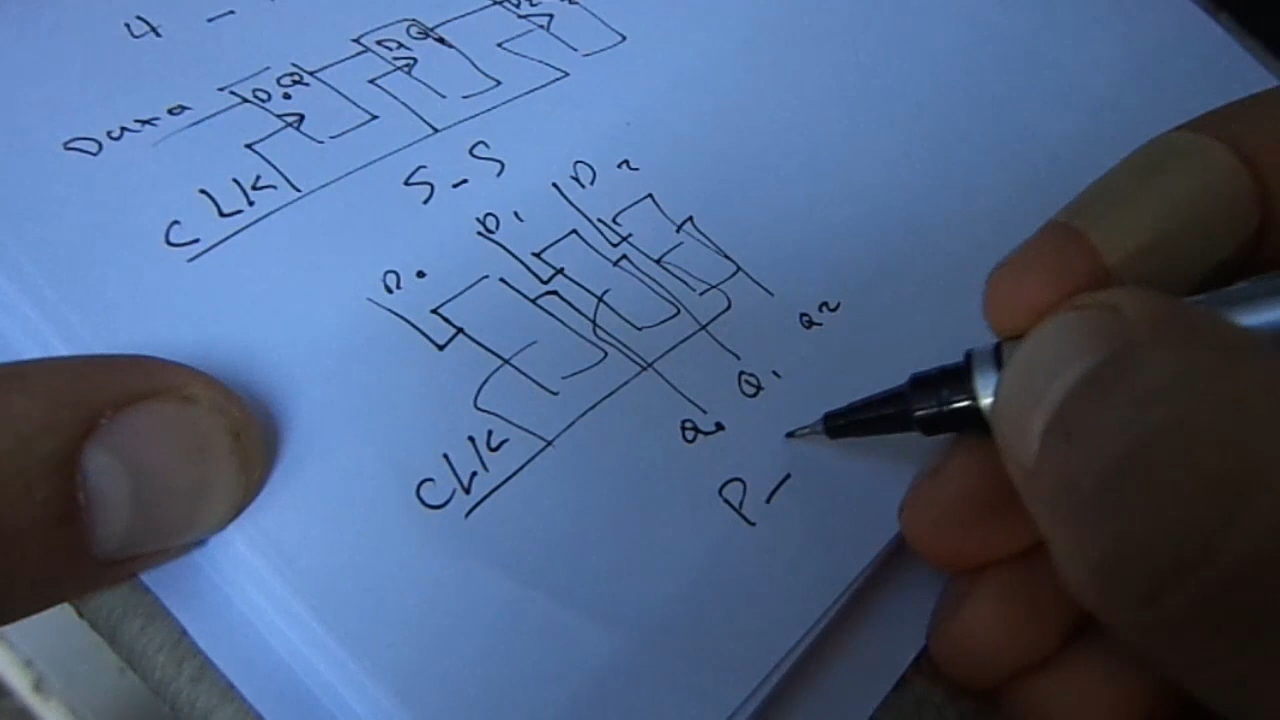 4 -
Data D Q D Q
CLK
S-S
D0 D1 D2
CLK
Q0 Q1 Q2
P-